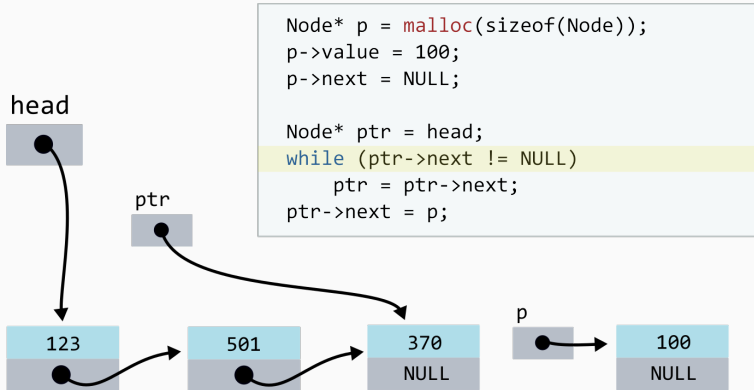 Node* p = malloc(sizeof(Node));
p->value = 100;
p->next = NULL;
Node* ptr = head;
while (ptr->next != NULL)
    ptr = ptr->next;
ptr->next = p;
head
ptr
p
123
501
370
100
NULL
NULL